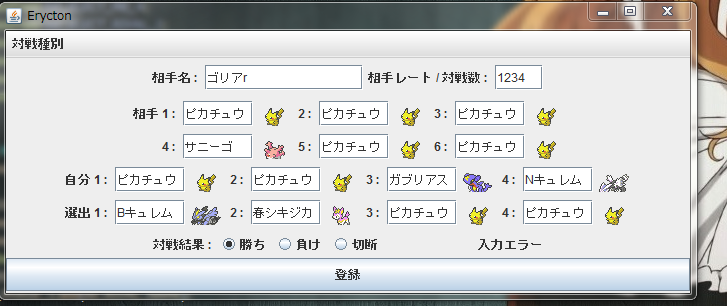 Erycton
対戦種別
相手名： ゴリアr 相手レート / 対戦数： 1234
相手 1： ピカチュウ 2： ピカチュウ 3： ピカチュウ
4： サニーゴ 5： ピカチュウ 6： ピカチュウ
自分 1： ピカチュウ 2： ピカチュウ 3： ガブリアス 4： Nキュレム
選出 1： Bキュレム 2： 春シキジカ 3： ピカチュウ 4： ピカチュウ
対戦結果： 勝ち 負け 切断 入力エラー
登録